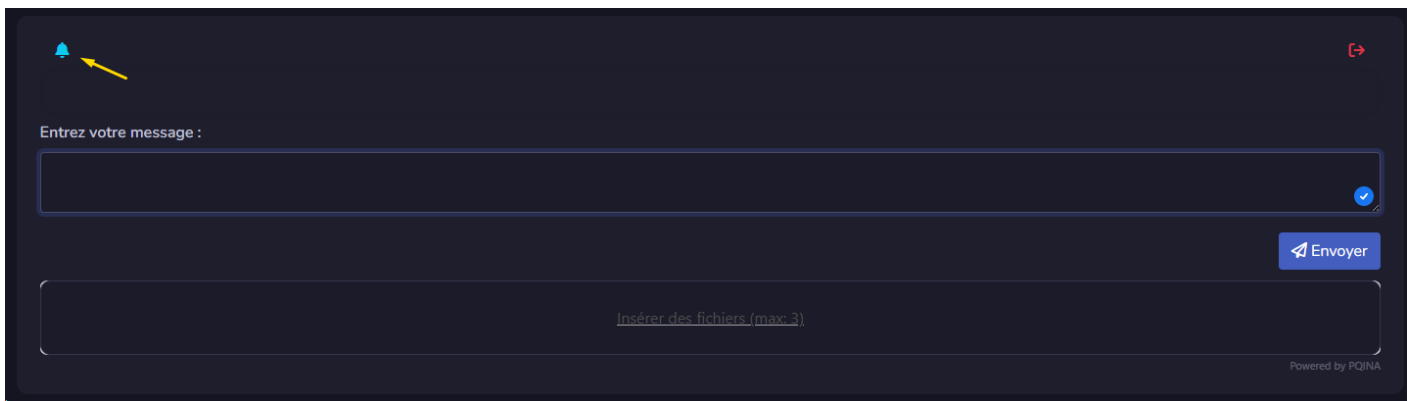 Entrez votre message :
Envoyer
Insérer des fichiers (max: 3)
Powered by PQINA